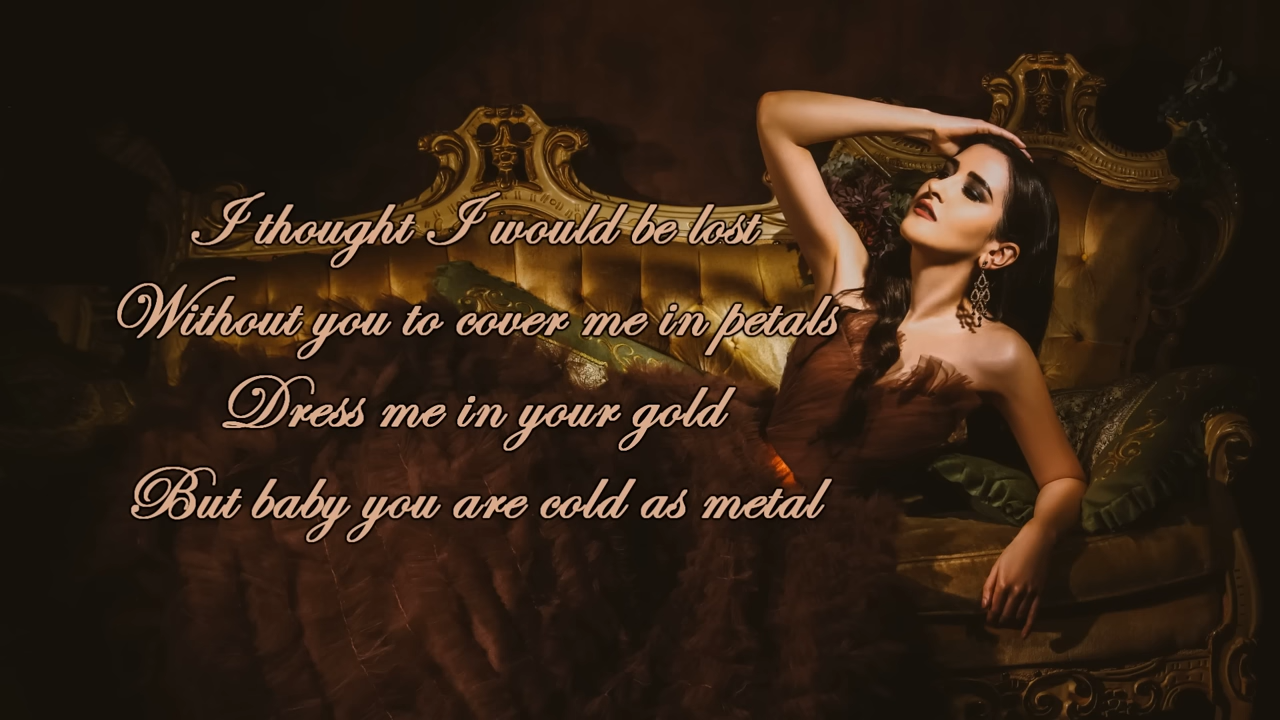 I thought I would be lost
Without you to cover me in petals
Dress me in your gold
But baby you are cold as metal